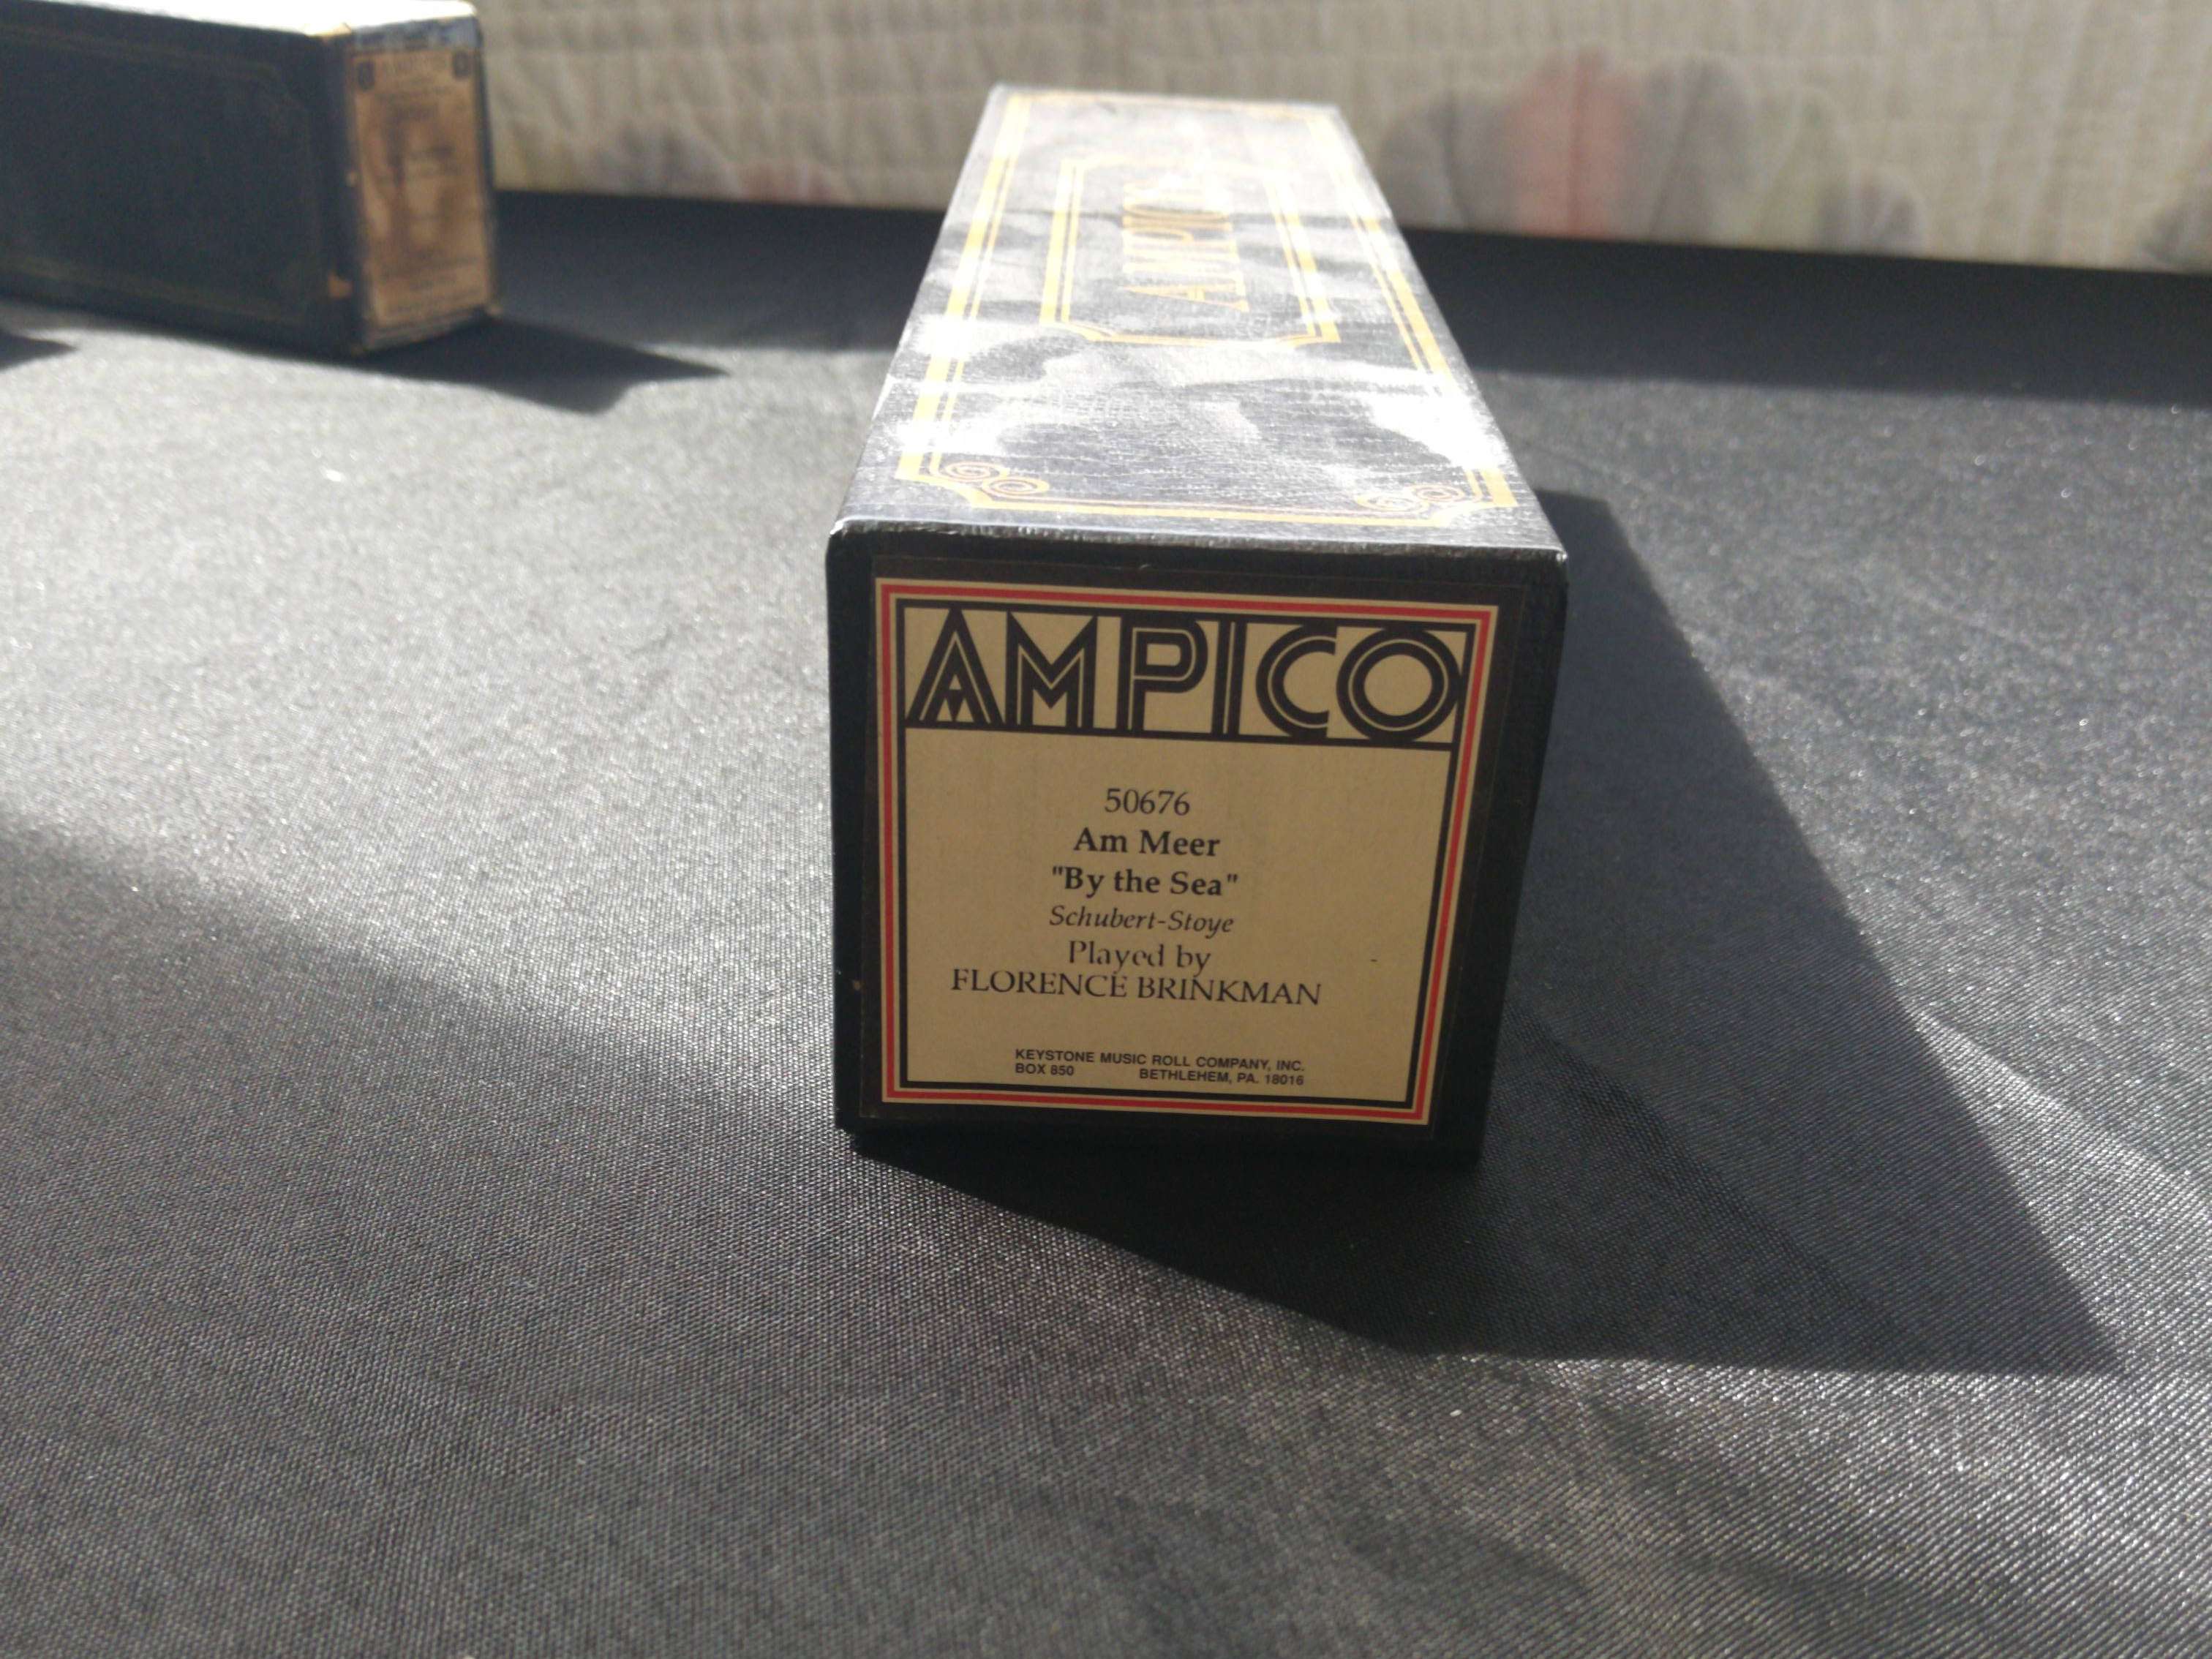 AMPICO
AMPICO
50676
Am Meer
"By the Sea"
Schubert-Stoye
Played by
FLORENCE BRINKMAN
KEYSTONE MUSIC ROLL COMPANY, INC.
BOX 850 BETHLEHEM, PA. 18016